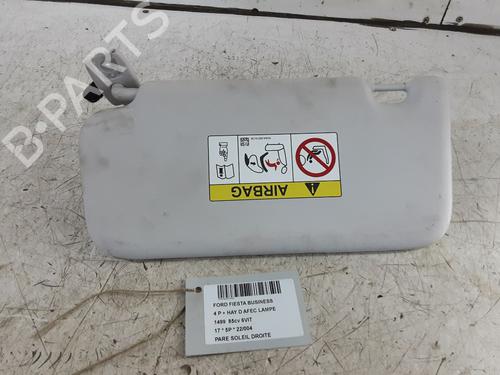 B-PARTS
AIRBAG
FORD FIESTA BUSINESS
4 P + HAY D AFEC LAMPE
1499 85cv 6VIT
17 * 5P * 22/004
PARE SOLEIL DROITE